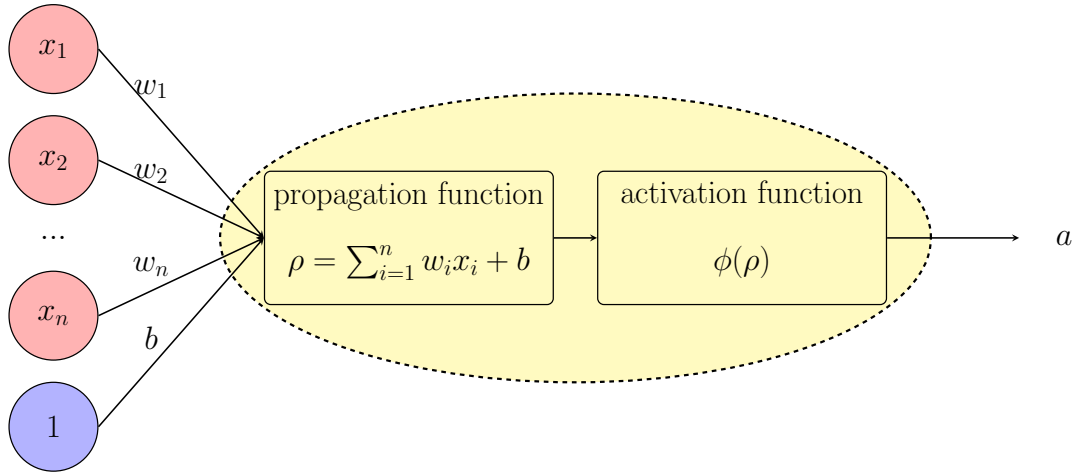 x₁
w₁
x₂
w₂
...
wₙ
xₙ
b
1
propagation function
ρ = ∑ⁿᵢ₌₁ wᵢxᵢ + b
activation function
ϕ(ρ)
a